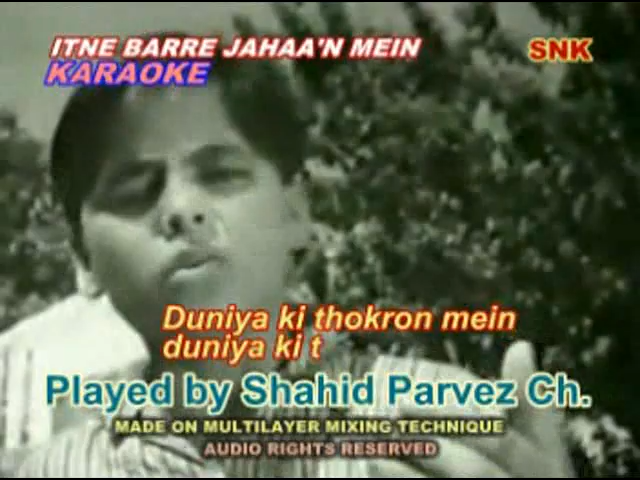 ITNE BARRE JAHAA'N MEIN
SNK
KARAOKE
Duniya ki thokron mein
duniya ki t
Played by Shahid Parvez Ch.
MADE ON MULTILAYER MIXING TECHNIQUE
AUDIO RIGHTS RESERVED